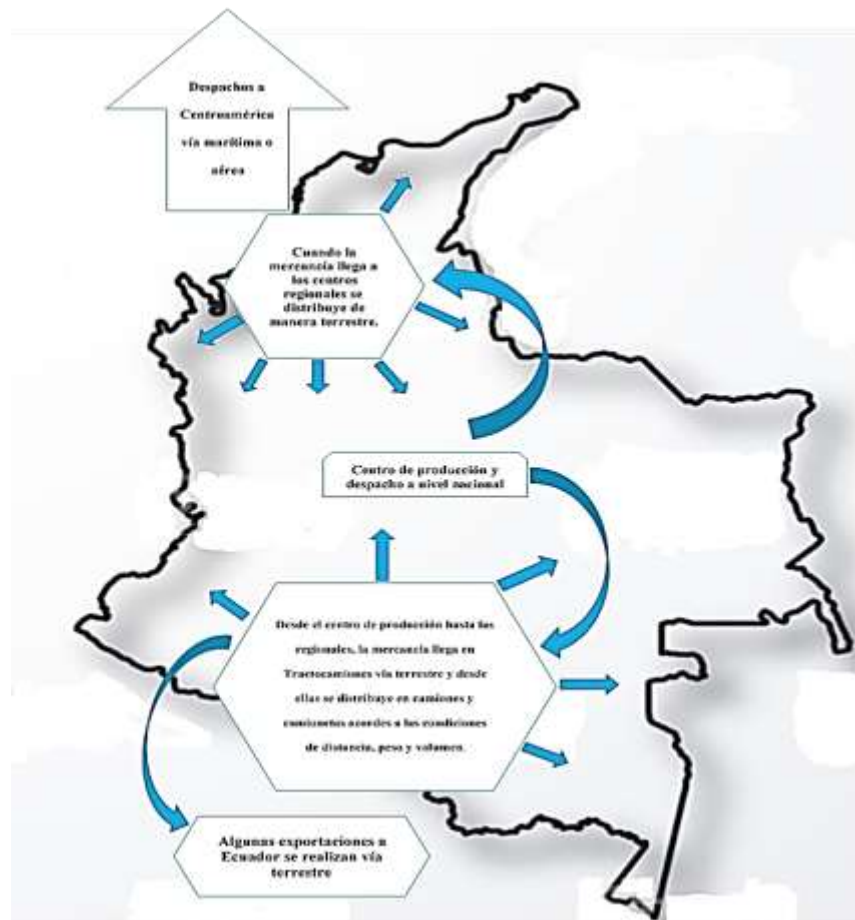 Despachos a
Centroamérica
vía marítima o
aérea
Cuando la
mercancía llega a
los centros
regionales se
distribuye de
manera terrestre.
Centro de producción y
despacho a nivel nacional
Desde el centro de producción hasta las
regionales, la mercancía llega en
Tractocamiones vía terrestre y desde
ellas se distribuye en camiones y
camionetas acordes a las condiciones
de distancia, peso y volumen.
Algunas exportaciones a
Ecuador se realizan vía
terrestre